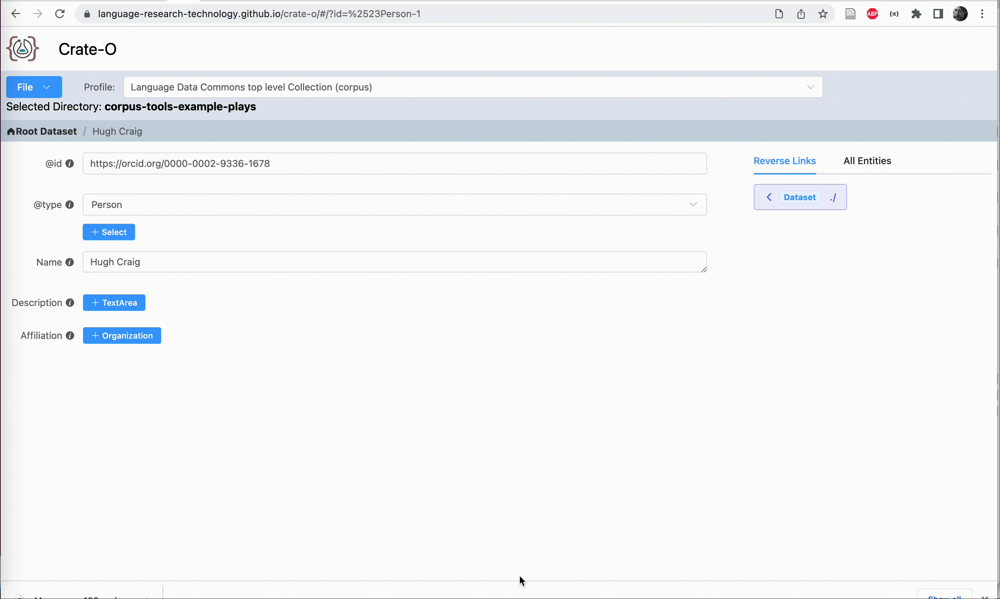 language-research-technology.github.io/crate-o/#/?id=%2523Person-1
ABP
Crate-O
File
Profile: Language Data Commons top level Collection (corpus)
Selected Directory: corpus-tools-example-plays
Root Dataset / Hugh Craig
@id https://orcid.org/0000-0002-9336-1678
Reverse Links All Entities
Dataset ./
@type Person
+ Select
Name Hugh Craig
Description + TextArea
Affiliation + Organization
Show all